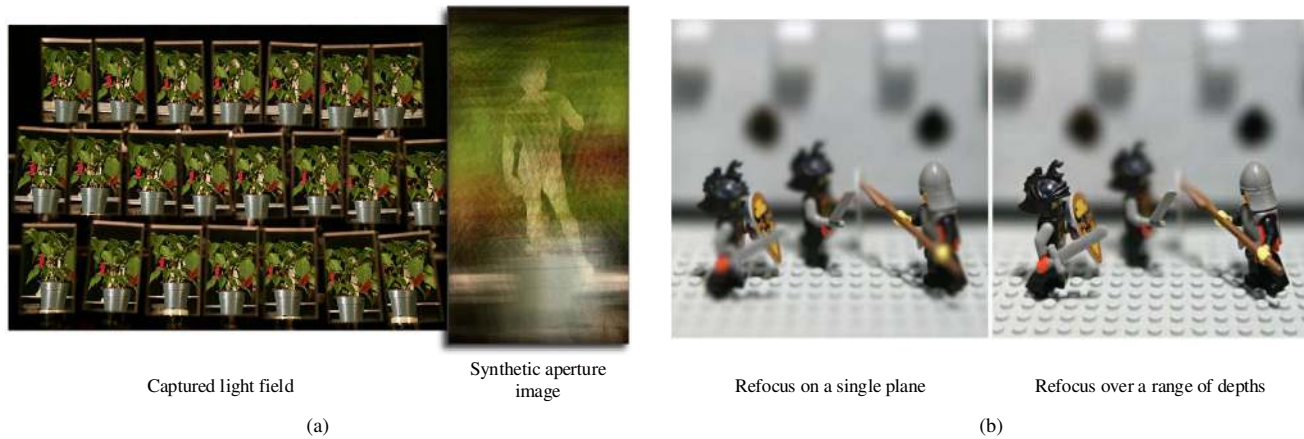 Captured light field
Synthetic aperture
image
(a)
Refocus on a single plane
Refocus over a range of depths
(b)